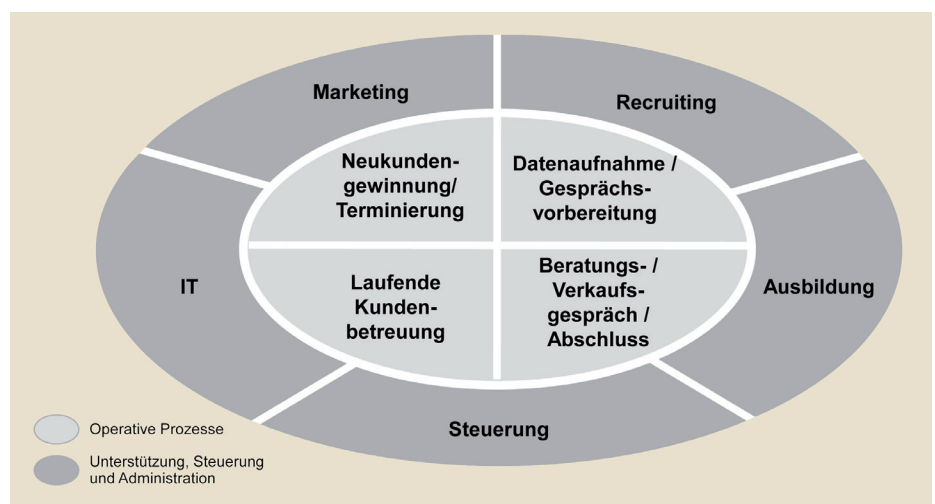 Marketing
Recruiting
Neukunden-
gewinnung/
Terminierung
Datenaufnahme /
Gesprächs-
vorbereitung
IT
Laufende
Kunden-
betreuung
Beratungs- /
Verkaufs-
gespräch /
Abschluss
Ausbildung
Steuerung
Operative Prozesse
Unterstützung, Steuerung
und Administration